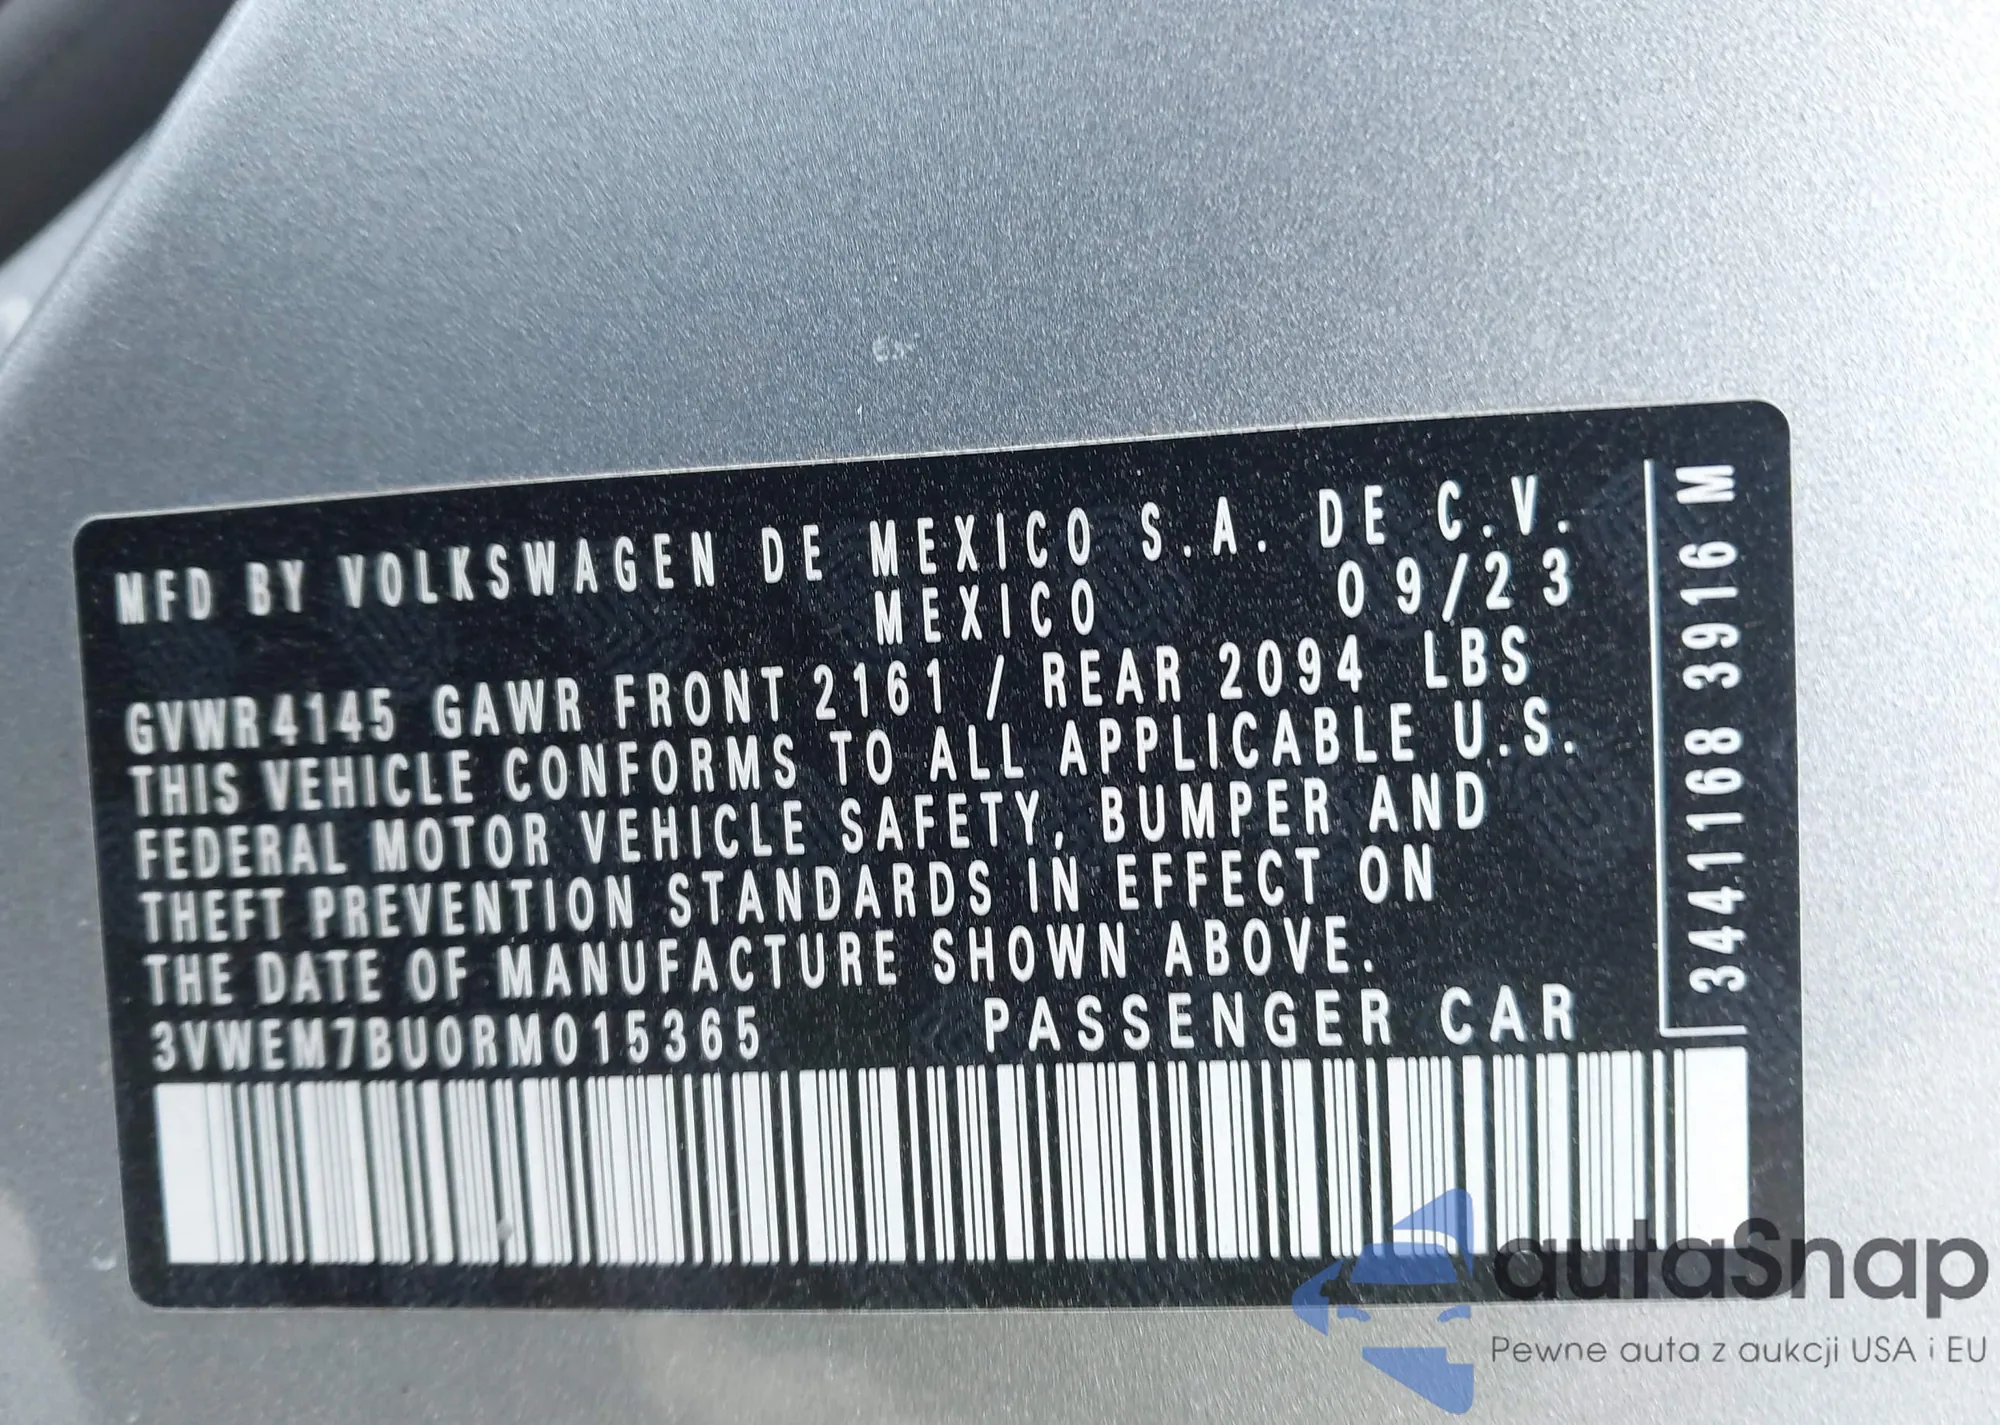 MFD BY VOLKSWAGEN DE MEXICO S.A. DE C.V.
MEXICO 09/23
GVWR4145 GAWR FRONT 2161 / REAR 2094 LBS
THIS VEHICLE CONFORMS TO ALL APPLICABLE U.S.
FEDERAL MOTOR VEHICLE SAFETY, BUMPER AND
THEFT PREVENTION STANDARDS IN EFFECT ON
THE DATE OF MANUFACTURE SHOWN ABOVE.
3VWEM7BU0RM015365 PASSENGER CAR
3441168 3916 M
autaSnap
Pewne auta z aukcji USA i EU